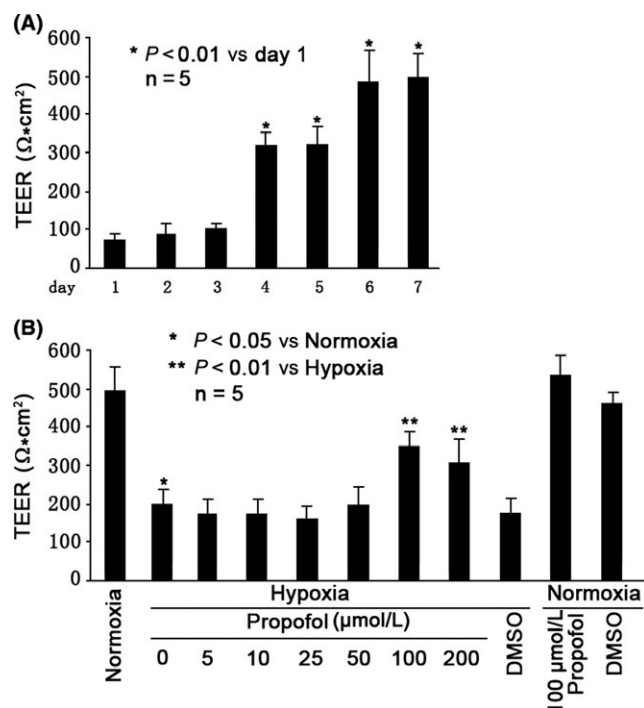 (A)
600
500
400
300
200
100
0
TEER (Ω*cm²)
* P < 0.01 vs day 1
n = 5
* * * *
day 1 2 3 4 5 6 7
(B)
600
500
400
300
200
100
0
TEER (Ω*cm²)
* P < 0.05 vs Normoxia
** P < 0.01 vs Hypoxia
n = 5
* ** **
Normoxia
Hypoxia
Propofol (μmol/L)
0 5 10 25 50 100 200
DMSO
Normoxia
100 μmol/L
Propofol
DMSO